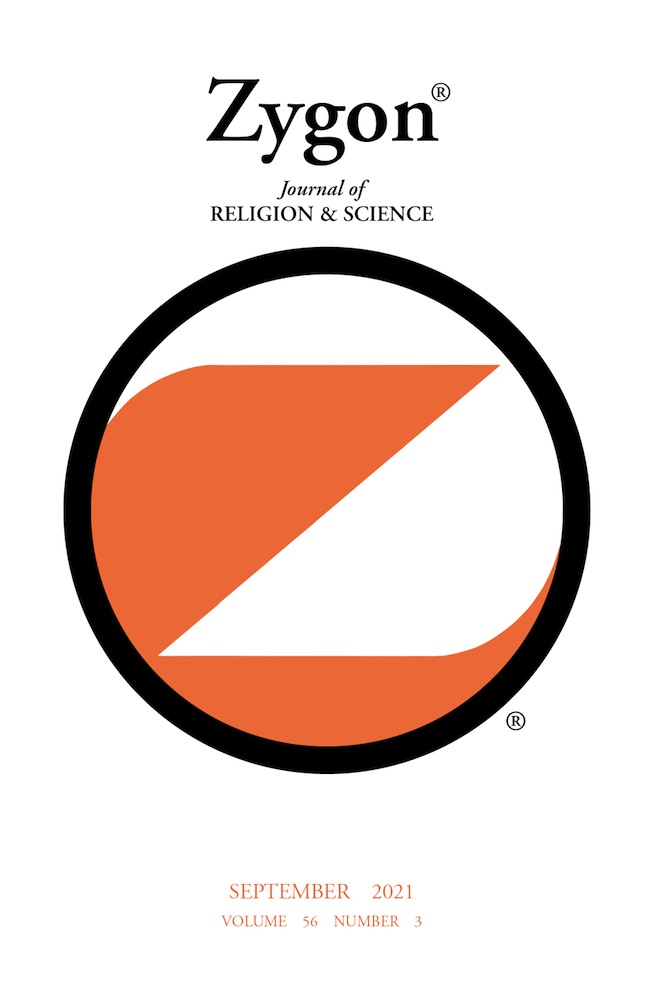 Zygon®
Journal of
RELIGION & SCIENCE
®
SEPTEMBER 2021
VOLUME 56 NUMBER 3